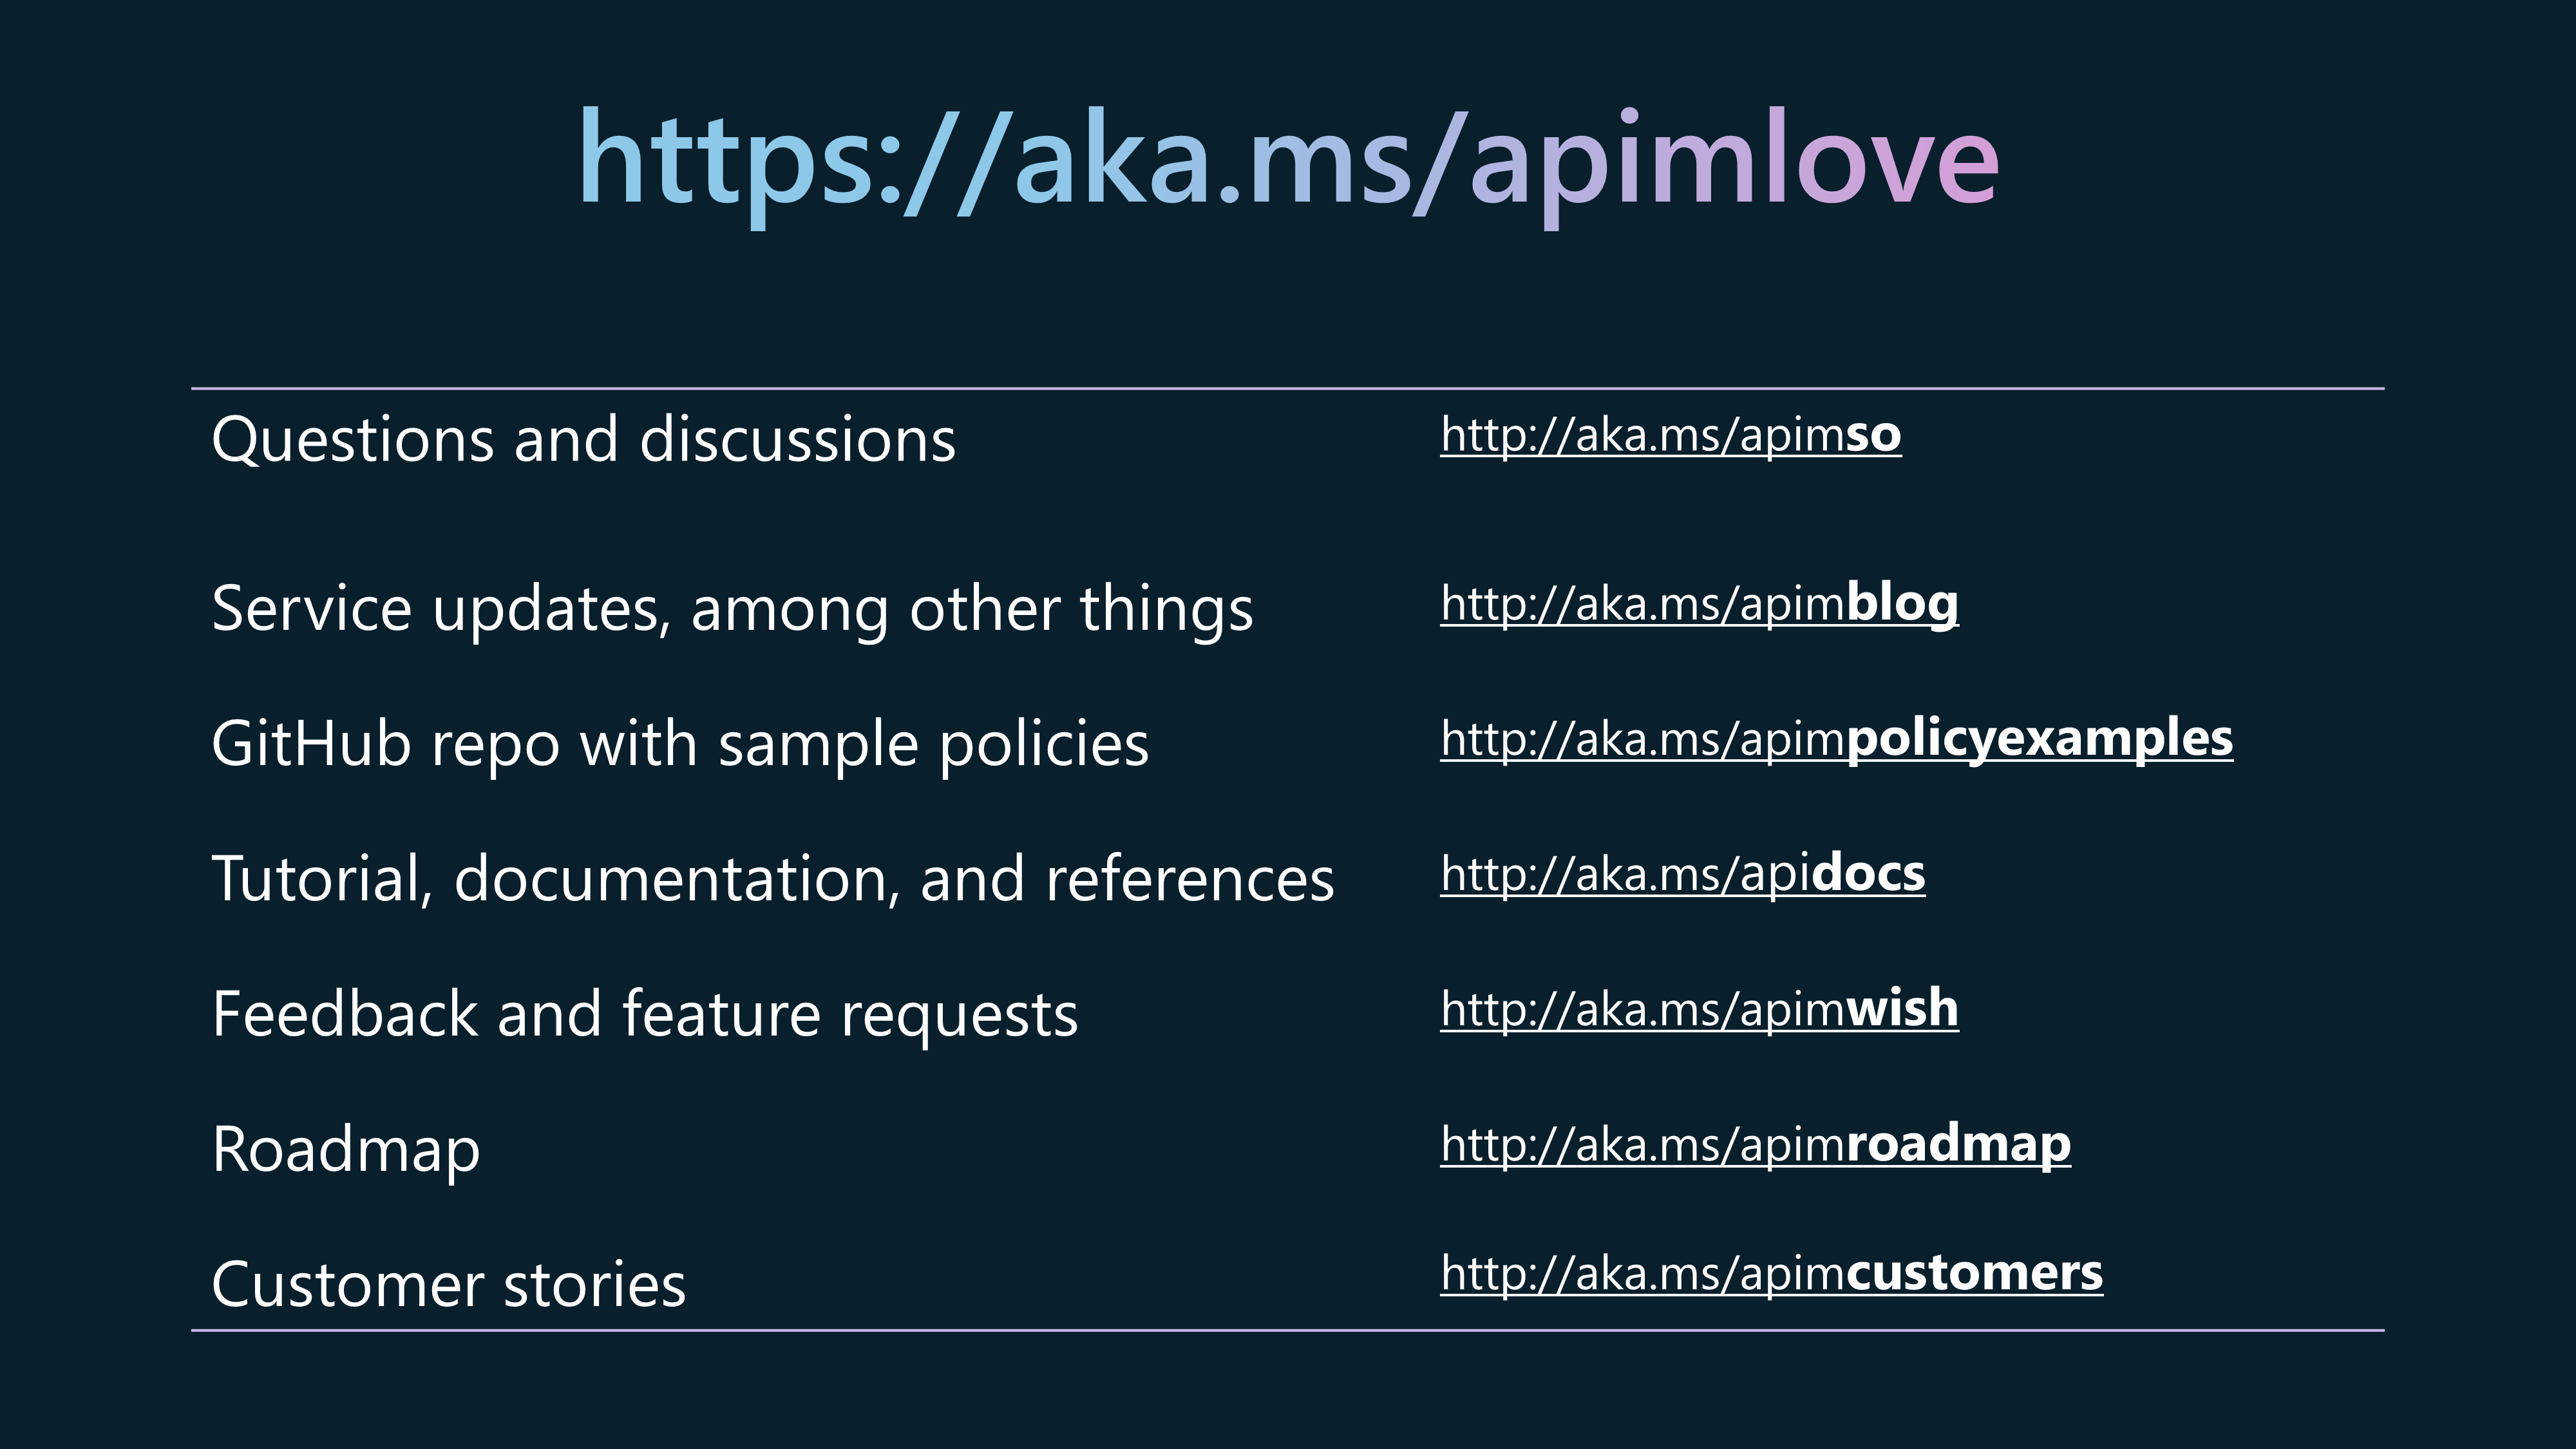 https://aka.ms/apimlove
Questions and discussions http://aka.ms/apimso
Service updates, among other things http://aka.ms/apimblog
GitHub repo with sample policies http://aka.ms/apimpolicyexamples
Tutorial, documentation, and references http://aka.ms/apidocs
Feedback and feature requests http://aka.ms/apimwish
Roadmap http://aka.ms/apimroadmap
Customer stories http://aka.ms/apimcustomers